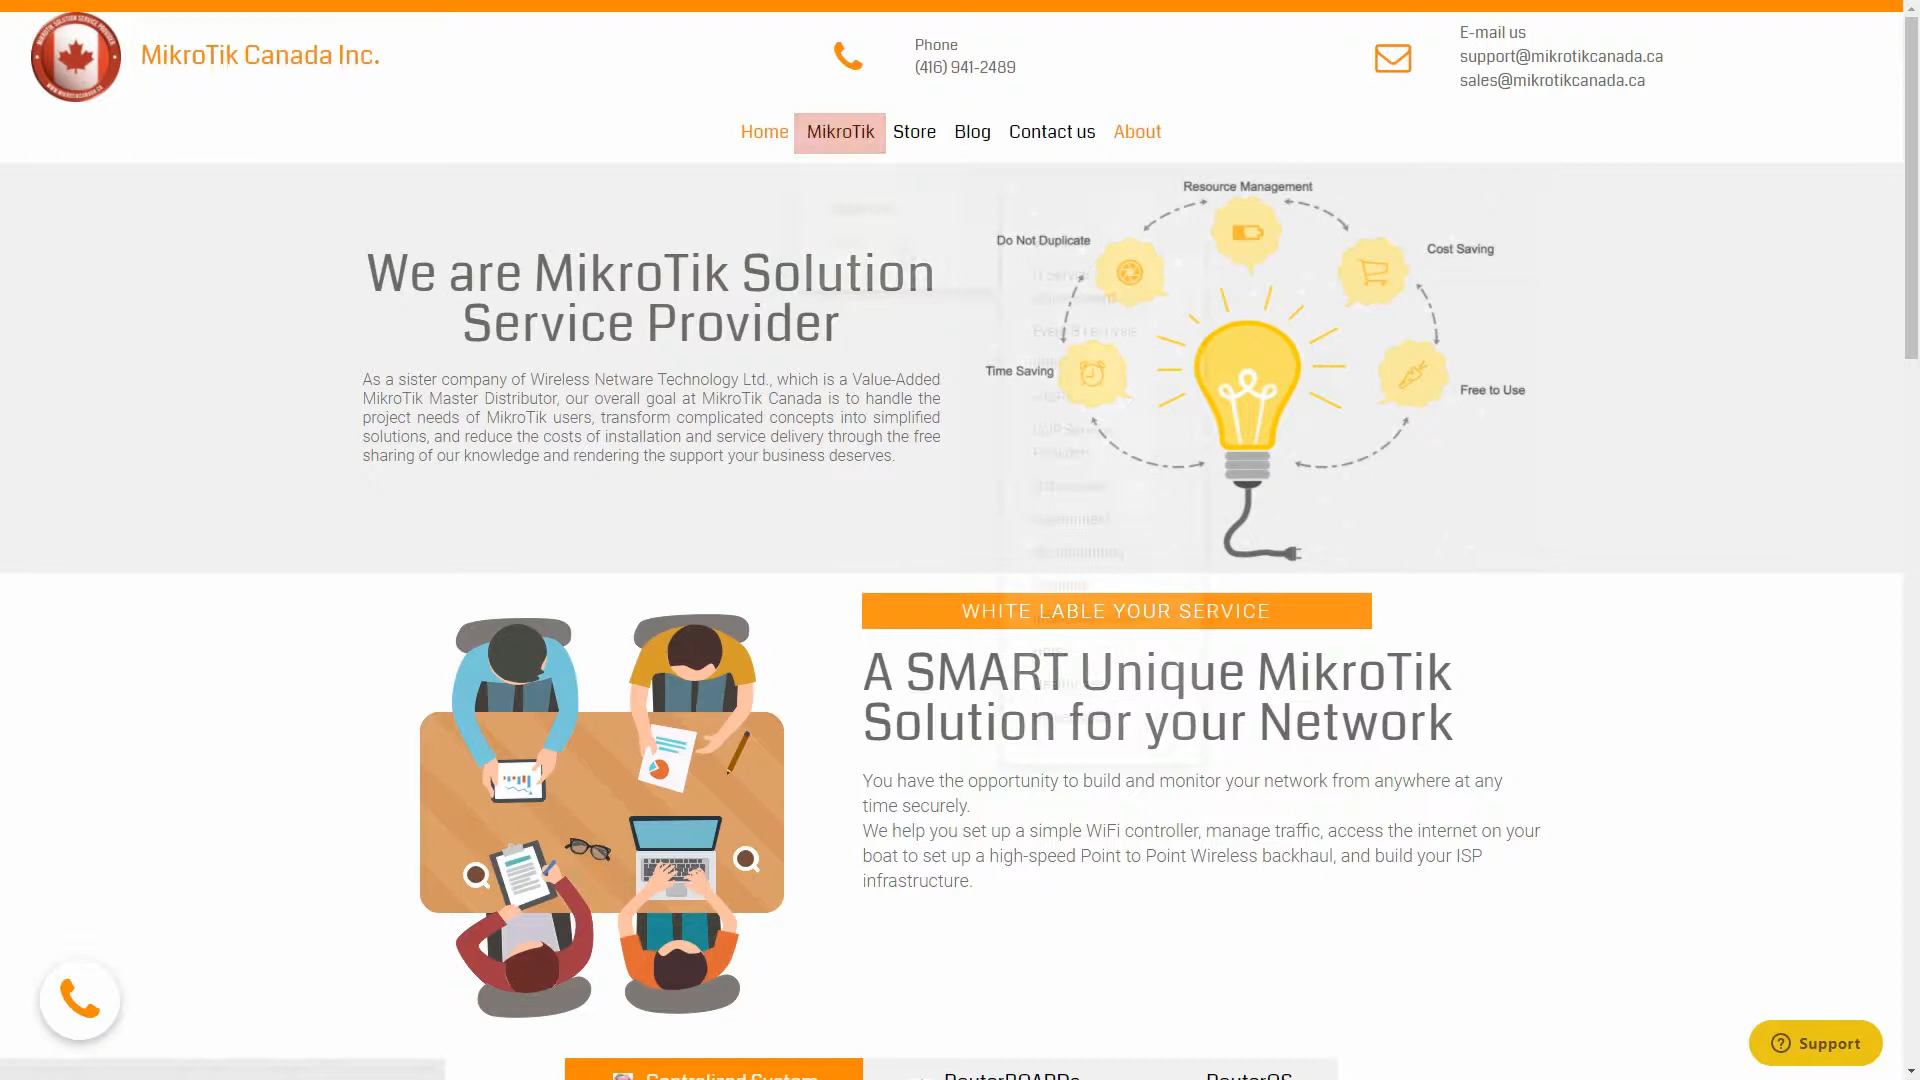 MikroTik Canada Inc.
Phone
(416) 941-2489
E-mail us
support@mikrotikcanada.ca
sales@mikrotikcanada.ca
Home
MikroTik
Store
Blog
Contact us
About
We are MikroTik Solution
Service Provider
As a sister company of Wireless Netware Technology Ltd., which is a Value-Added
MikroTik Master Distributor, our overall goal at MikroTik Canada is to handle the
project needs of MikroTik users, transform complicated concepts into simplified
solutions, and reduce the costs of installation and service delivery through the free
sharing of our knowledge and rendering the support your business deserves.
Resource Management
Do Not Duplicate
Cost Saving
Time Saving
Free to Use
WHITE LABLE YOUR SERVICE
A SMART Unique MikroTik
Solution for your Network
You have the opportunity to build and monitor your network from anywhere at any
time securely.
We help you set up a simple WiFi controller, manage traffic, access the internet on your
boat to set up a high-speed Point to Point Wireless backhaul, and build your ISP
infrastructure.
Support
Centralized System
RouterBOARDs
RouterOS